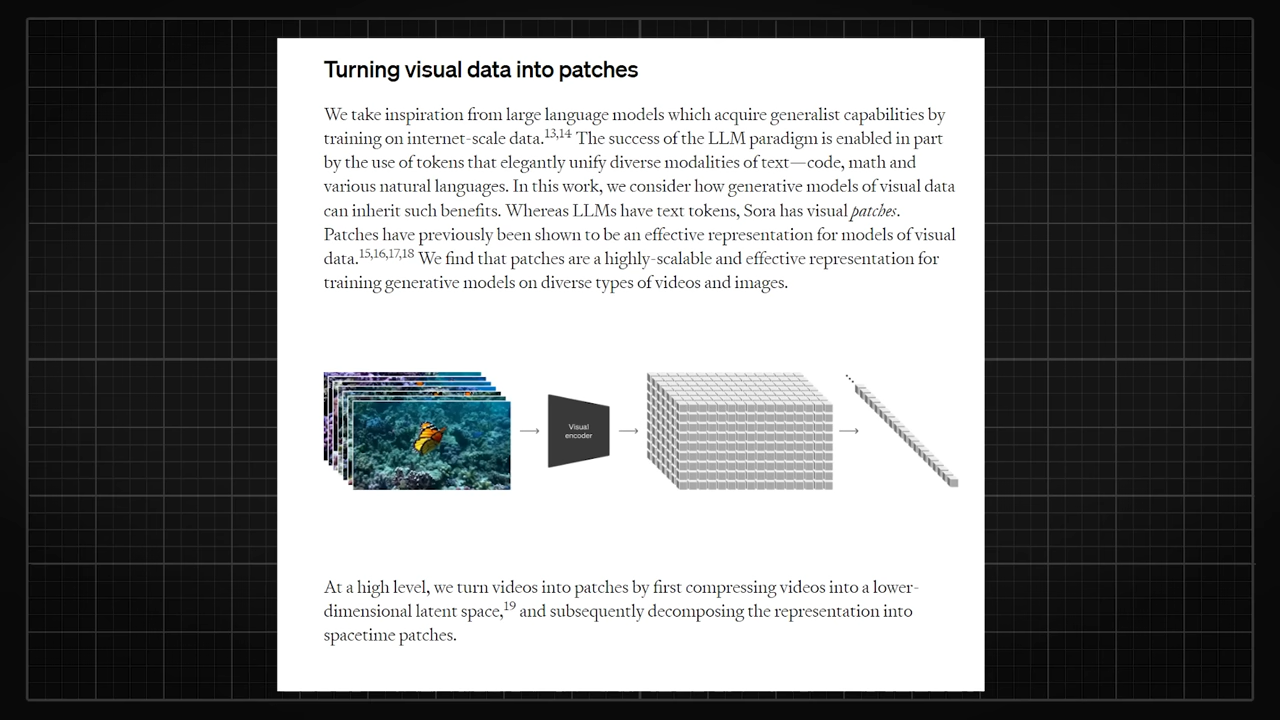 Turning visual data into patches
We take inspiration from large language models which acquire generalist capabilities by
training on internet-scale data.13,14 The success of the LLM paradigm is enabled in part
by the use of tokens that elegantly unify diverse modalities of text—code, math and
various natural languages. In this work, we consider how generative models of visual data
can inherit such benefits. Whereas LLMs have text tokens, Sora has visual patches.
Patches have previously been shown to be an effective representation for models of visual
data.15,16,17,18 We find that patches are a highly-scalable and effective representation for
training generative models on diverse types of videos and images.
Visual
encoder
At a high level, we turn videos into patches by first compressing videos into a lower-
dimensional latent space,19 and subsequently decomposing the representation into
spacetime patches.